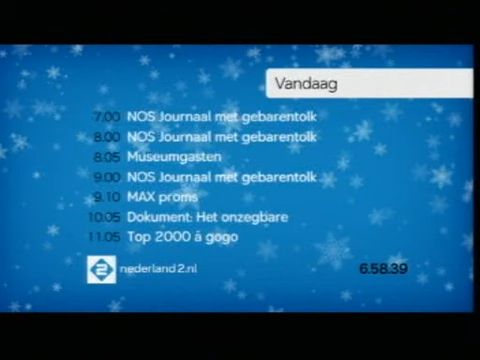 Vandaag
7.00 NOS Journaal met gebarentolk
8.00 NOS Journaal met gebarentolk
8.05 Museumgasten
9.00 NOS Journaal met gebarentolk
9.10 MAX proms
10.05 Dokument: Het onzegbare
11.05 Top 2000 á gogo
2 nederland2.nl 6.58.39